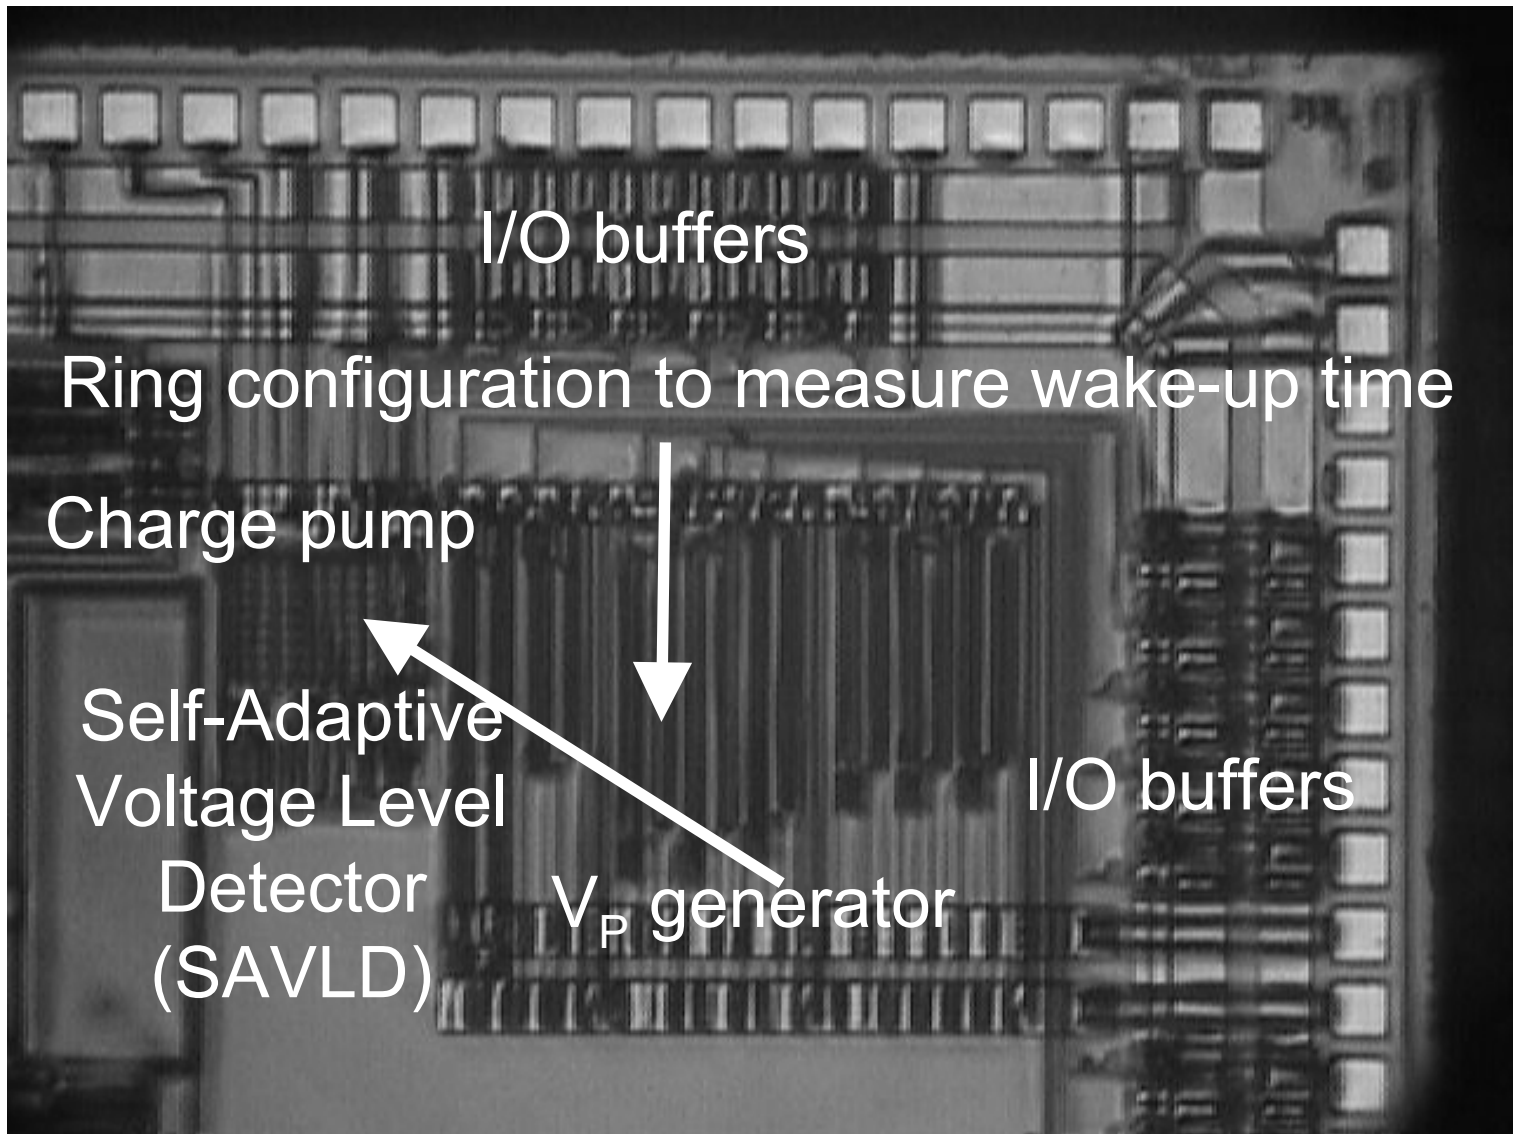 I/O buffers
Ring configuration to measure wake-up time
Charge pump
Self-Adaptive
Voltage Level
Detector
(SAVLD)
I/O buffers
VP generator